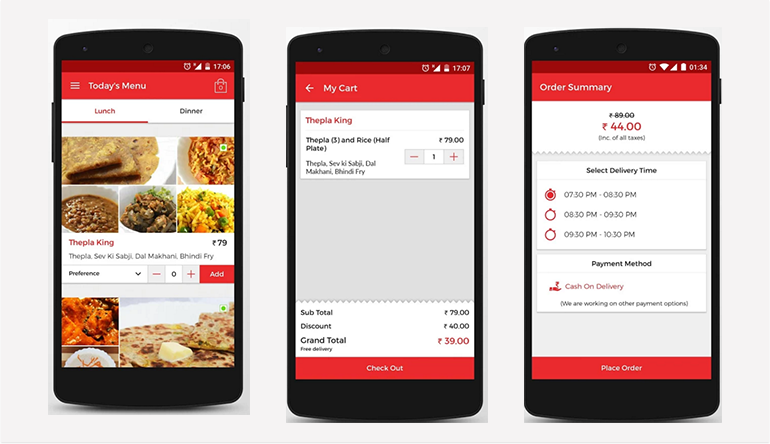 17:06
Today's Menu
0
Lunch
Dinner
Thepla King
₹ 79
Thepla, Sev Ki Sabji, Dal Makhani, Bhindi Fry
Preference
0
Add
17:07
My Cart
Thepla King
Thepla (3) and Rice (Half
Plate)
₹ 79.00
Thepla, Sev ki Sabji, Dal
Makhani, Bhindi Fry
1
Sub Total
₹ 79.00
Discount
₹ 40.00
Grand Total
₹ 39.00
Free delivery
Check Out
01:34
Order Summary
₹ 89.00
₹ 44.00
(Inc. of all taxes)
Select Delivery Time
07:30 PM - 08:30 PM
08:30 PM - 09:30 PM
09:30 PM - 10:30 PM
Payment Method
Cash On Delivery
(We are working on other payment options)
Place Order